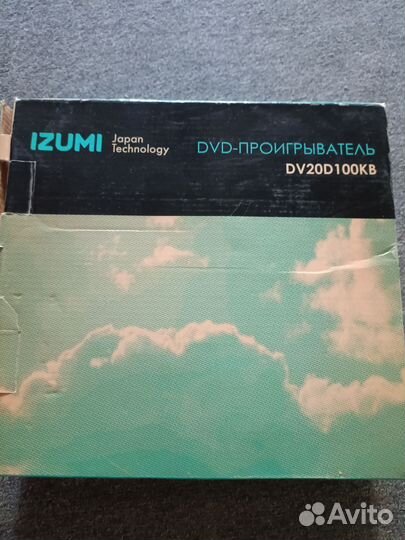 IZUMI
Japan
Technology
DVD-ПРОИГРЫВАТЕЛЬ
DV20D100KB
Avito